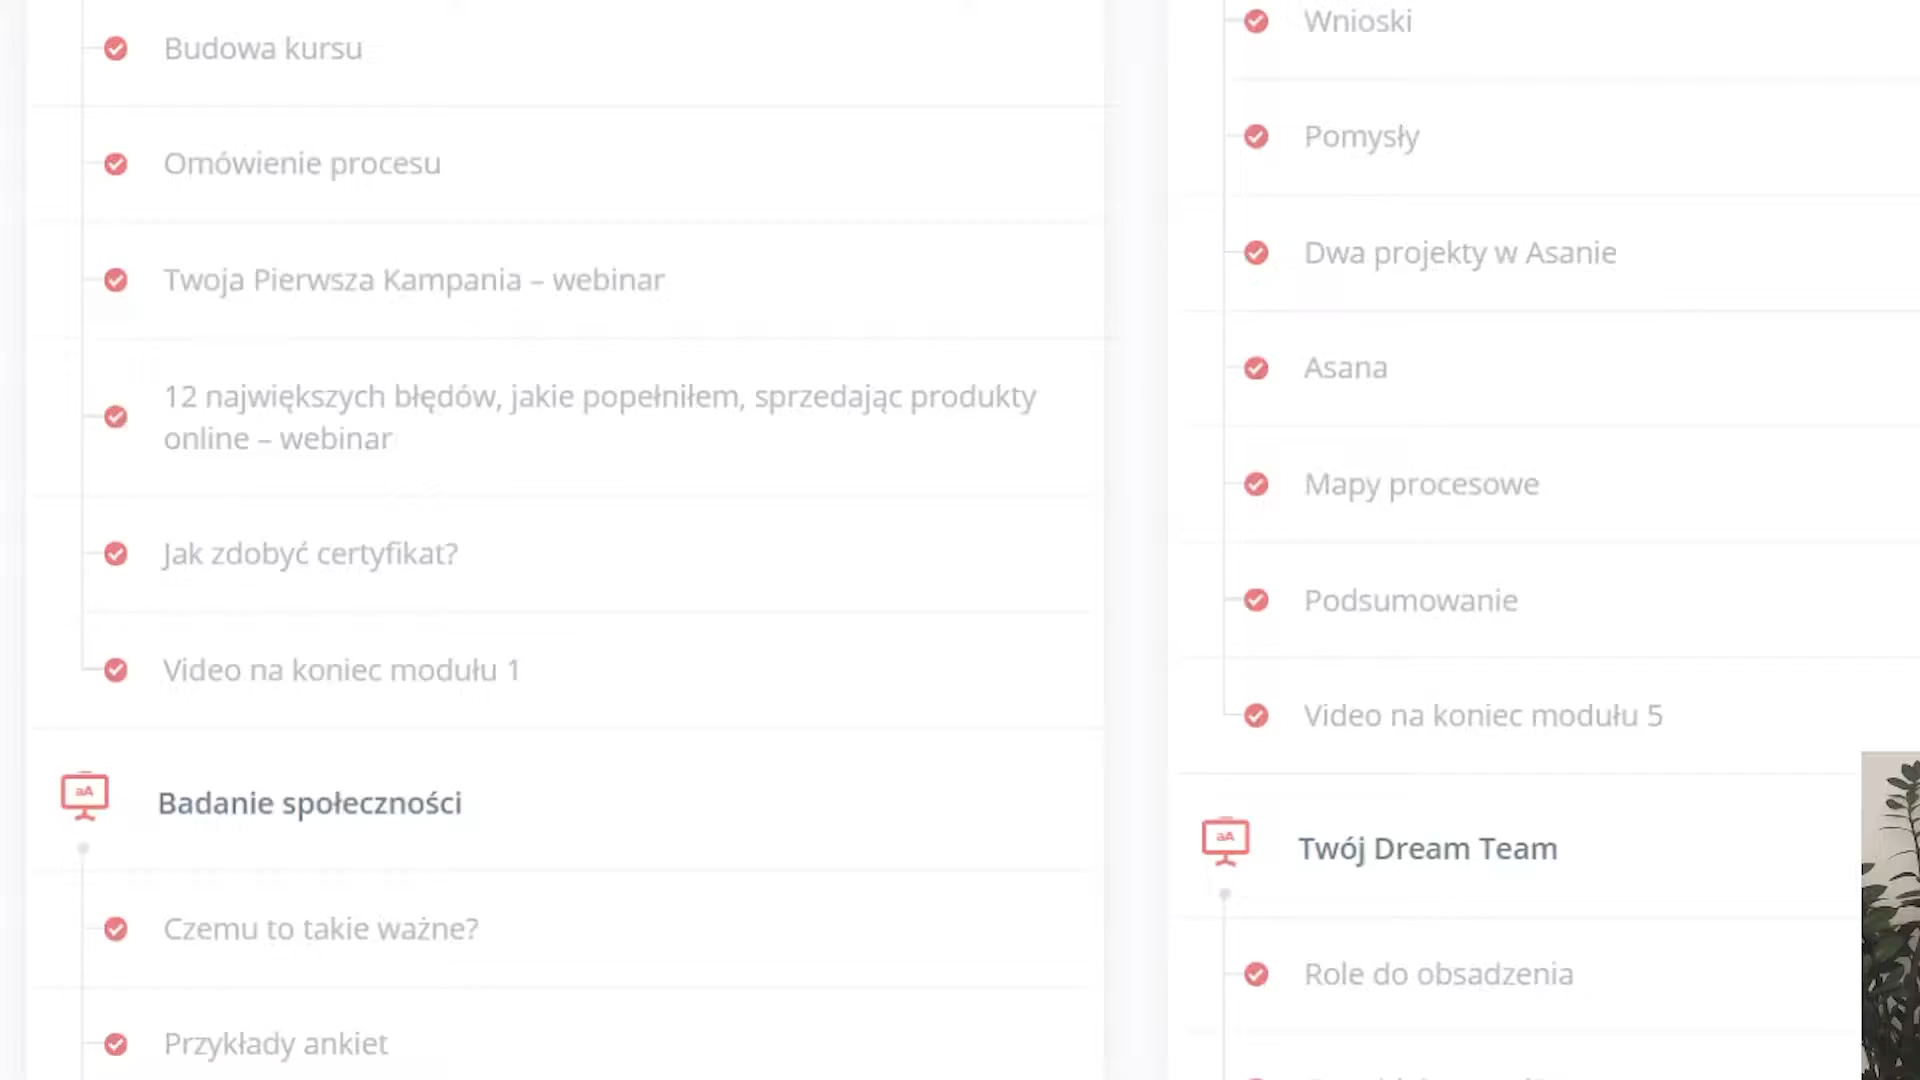 Budowa kursu
Omówienie procesu
Twoja Pierwsza Kampania – webinar
12 największych błędów, jakie popełniłem, sprzedając produkty
online – webinar
Jak zdobyć certyfikat?
Video na koniec modułu 1
aA
Badanie społeczności
Czemu to takie ważne?
Przykłady ankiet
Wnioski
Pomysły
Dwa projekty w Asanie
Asana
Mapy procesowe
Podsumowanie
Video na koniec modułu 5
aA
Twój Dream Team
Role do obsadzenia